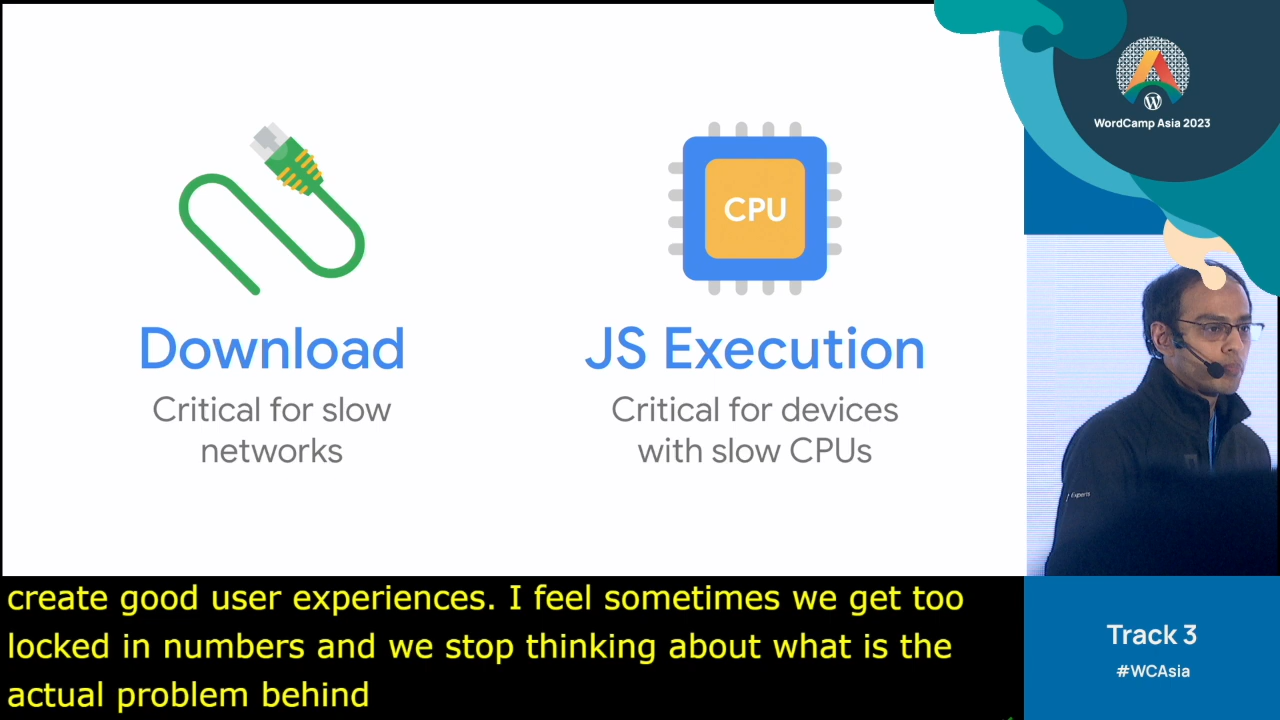 CPU
Download
JS Execution
Critical for slow
networks
Critical for devices
with slow CPUs
create good user experiences. I feel sometimes we get too
locked in numbers and we stop thinking about what is the
actual problem behind
WordCamp Asia 2023
Experts
Track 3
#WCAsia